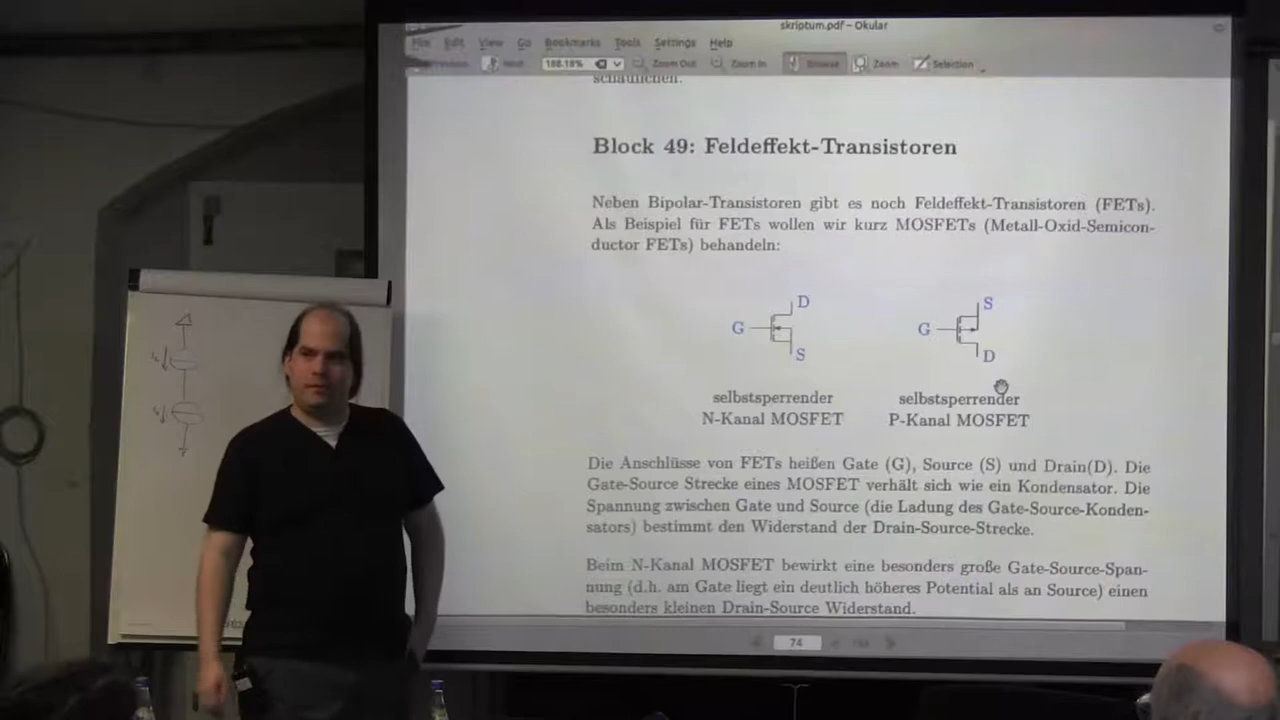 skriptum.pdf – Okular
File Edit View Go Bookmarks Tools Settings Help
Next 188.18% Zoom Out Zoom In Browse Zoom Selection
schaulichen.
Block 49: Feldeffekt-Transistoren
Neben Bipolar-Transistoren gibt es noch Feldeffekt-Transistoren (FETs).
Als Beispiel für FETs wollen wir kurz MOSFETs (Metall-Oxid-Semicon-
ductor FETs) behandeln:
D
G
S
S
G
D
selbstsperrender
N-Kanal MOSFET
selbstsperrender
P-Kanal MOSFET
Die Anschlüsse von FETs heißen Gate (G), Source (S) und Drain(D). Die
Gate-Source Strecke eines MOSFET verhält sich wie ein Kondensator. Die
Spannung zwischen Gate und Source (die Ladung des Gate-Source-Konden-
sators) bestimmt den Widerstand der Drain-Source-Strecke.
Beim N-Kanal MOSFET bewirkt eine besonders große Gate-Source-Span-
nung (d.h. am Gate liegt ein deutlich höheres Potential als an Source) einen
besonders kleinen Drain-Source Widerstand.
74